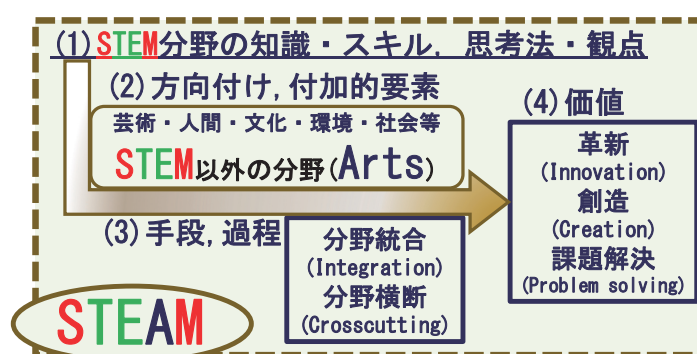 (1)STEM分野の知識・スキル, 思考法・観点
(2)方向付け,付加的要素
芸術・人間・文化・環境・社会等
STEM以外の分野(Arts)
(3)手段,過程
分野統合
(Integration)
分野横断
(Crosscutting)
(4)価値
革新
(Innovation)
創造
(Creation)
課題解決
(Problem solving)
STEAM